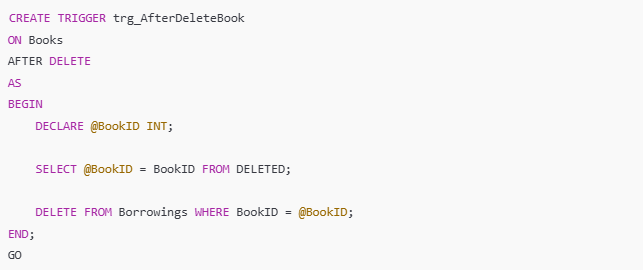 CREATE TRIGGER trg_AfterDeleteBook
ON Books
AFTER DELETE
AS
BEGIN
    DECLARE @BookID INT;

    SELECT @BookID = BookID FROM DELETED;

    DELETE FROM Borrowings WHERE BookID = @BookID;
END;
GO